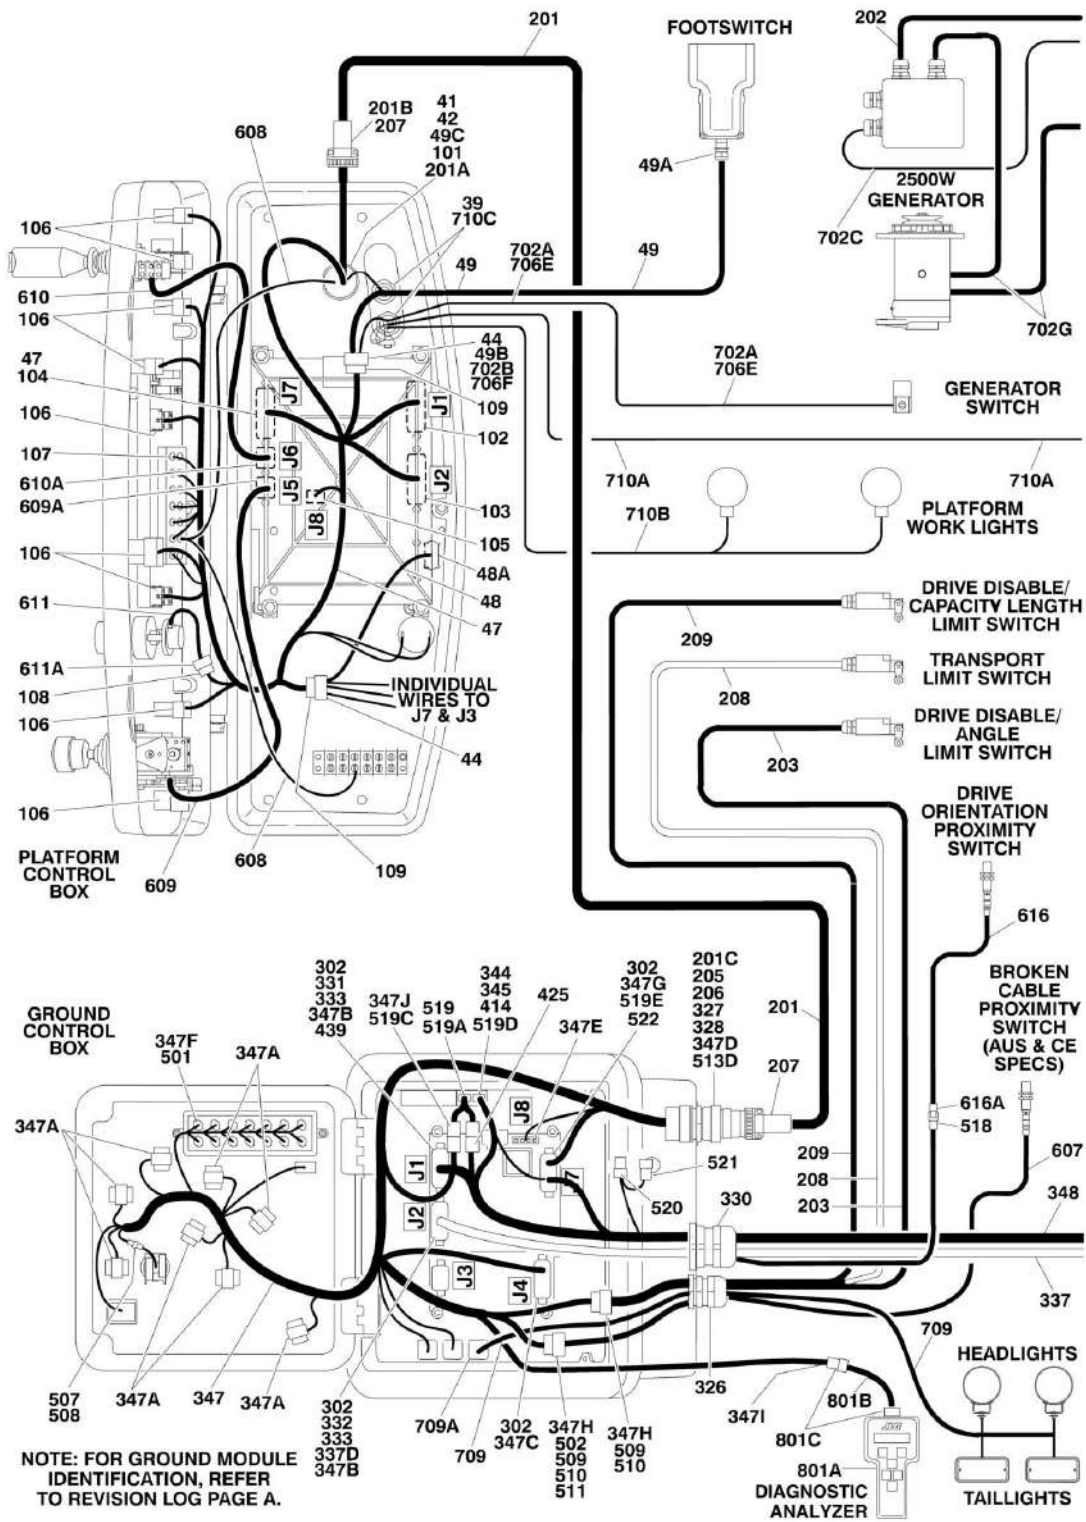 201
FOOTSWITCH
202
201B
207
41
42
49C
101
201A
608
49A
2500W
GENERATOR
39
710C
106
702C
702A
706E
49
49
610
106
702G
47
104
44
49B
702B
706F
109
702A
706E
GENERATOR
SWITCH
J7
J1
106
102
107
J6
J2
610A
710A
710A
609A
J5
J8
103
710B
PLATFORM
WORK LIGHTS
105
106
48A
611
48
DRIVE DISABLE/
CAPACITY LENGTH
LIMIT SWITCH
47
209
611A
TRANSPORT
LIMIT SWITCH
108
INDIVIDUAL
WIRES TO
J7 & J3
208
106
DRIVE DISABLE/
ANGLE
LIMIT SWITCH
44
203
106
DRIVE
ORIENTATION
PROXIMITY
SWITCH
PLATFORM
CONTROL
BOX
608
109
609
616
302
331
333
347B
439
347J
519C
519
519A
344
345
414
519D
425
302
347G
519E
522
347E
201C
205
206
327
328
347D
513D
201
207
BROKEN
CABLE
PROXIMITY
SWITCH
(AUS & CE
SPECS)
GROUND
CONTROL
BOX
347F
501
347A
347A
J8
616A
518
J1
J7
521
209
607
520
208
330
203
348
J2
J3
J4
337
709
HEADLIGHTS
507
508
347A
347
347A
302
332
333
337D
347B
709A
709
302
347C
347H
502
509
510
511
347H
509
510
326
347I
801B
801C
JLG
801A
DIAGNOSTIC
ANALYZER
TAILLIGHTS
NOTE: FOR GROUND MODULE
IDENTIFICATION, REFER
TO REVISION LOG PAGE A.